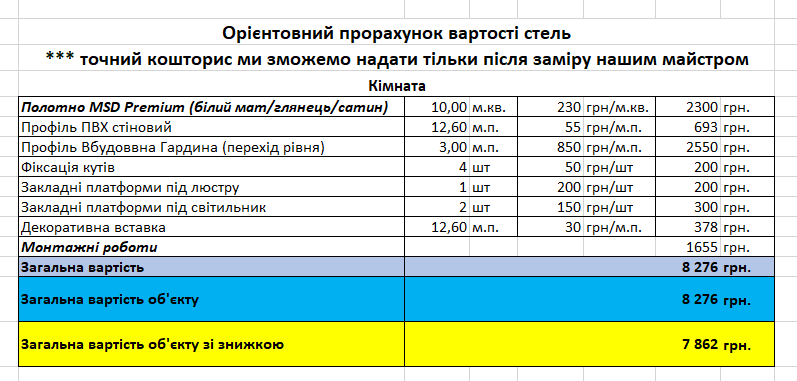 Орієнтовний прорахунок вартості стель
*** точний кошторис ми зможемо надати тільки після заміру нашим майстром
Кімната
Полотно MSD Premium (білий мат/глянець/сатин) 10,00 м.кв. 230 грн/м.кв. 2300 грн.
Профіль ПВХ стіновий 12,60 м.п. 55 грн/м.п. 693 грн.
Профіль Вбудоввна Гардина (перехід рівня) 3,00 м.п. 850 грн/м.п. 2550 грн.
Фіксація кутів 4 шт 50 грн/шт 200 грн.
Закладні платформи під люстру 1 шт 200 грн/шт 200 грн.
Закладні платформи під світильник 2 шт 150 грн/шт 300 грн.
Декоративна вставка 12,60 м.п. 30 грн/м.п. 378 грн.
Монтажні роботи 1655 грн.
Загальна вартість 8 276 грн.
Загальна вартість об'єкту 8 276 грн.
Загальна вартість об'єкту зі знижкою 7 862 грн.